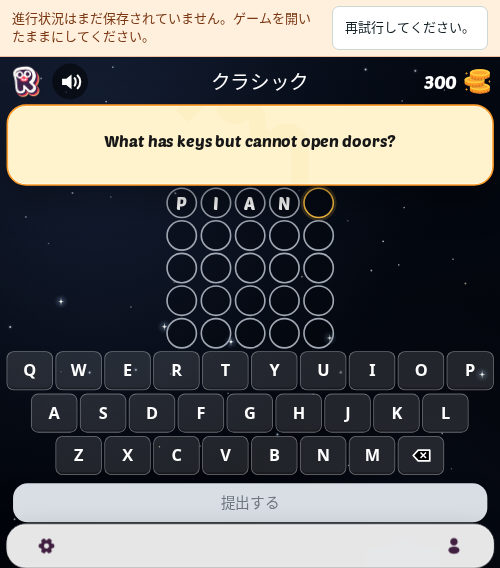 進行状況はまだ保存されていません。ゲームを開い
たままにしてください。
再試行してください。
クラシック
300
What has keys but cannot open doors?
P I A N
Q W E R T Y U I O P
A S D F G H J K L
Z X C V B N M
提出する